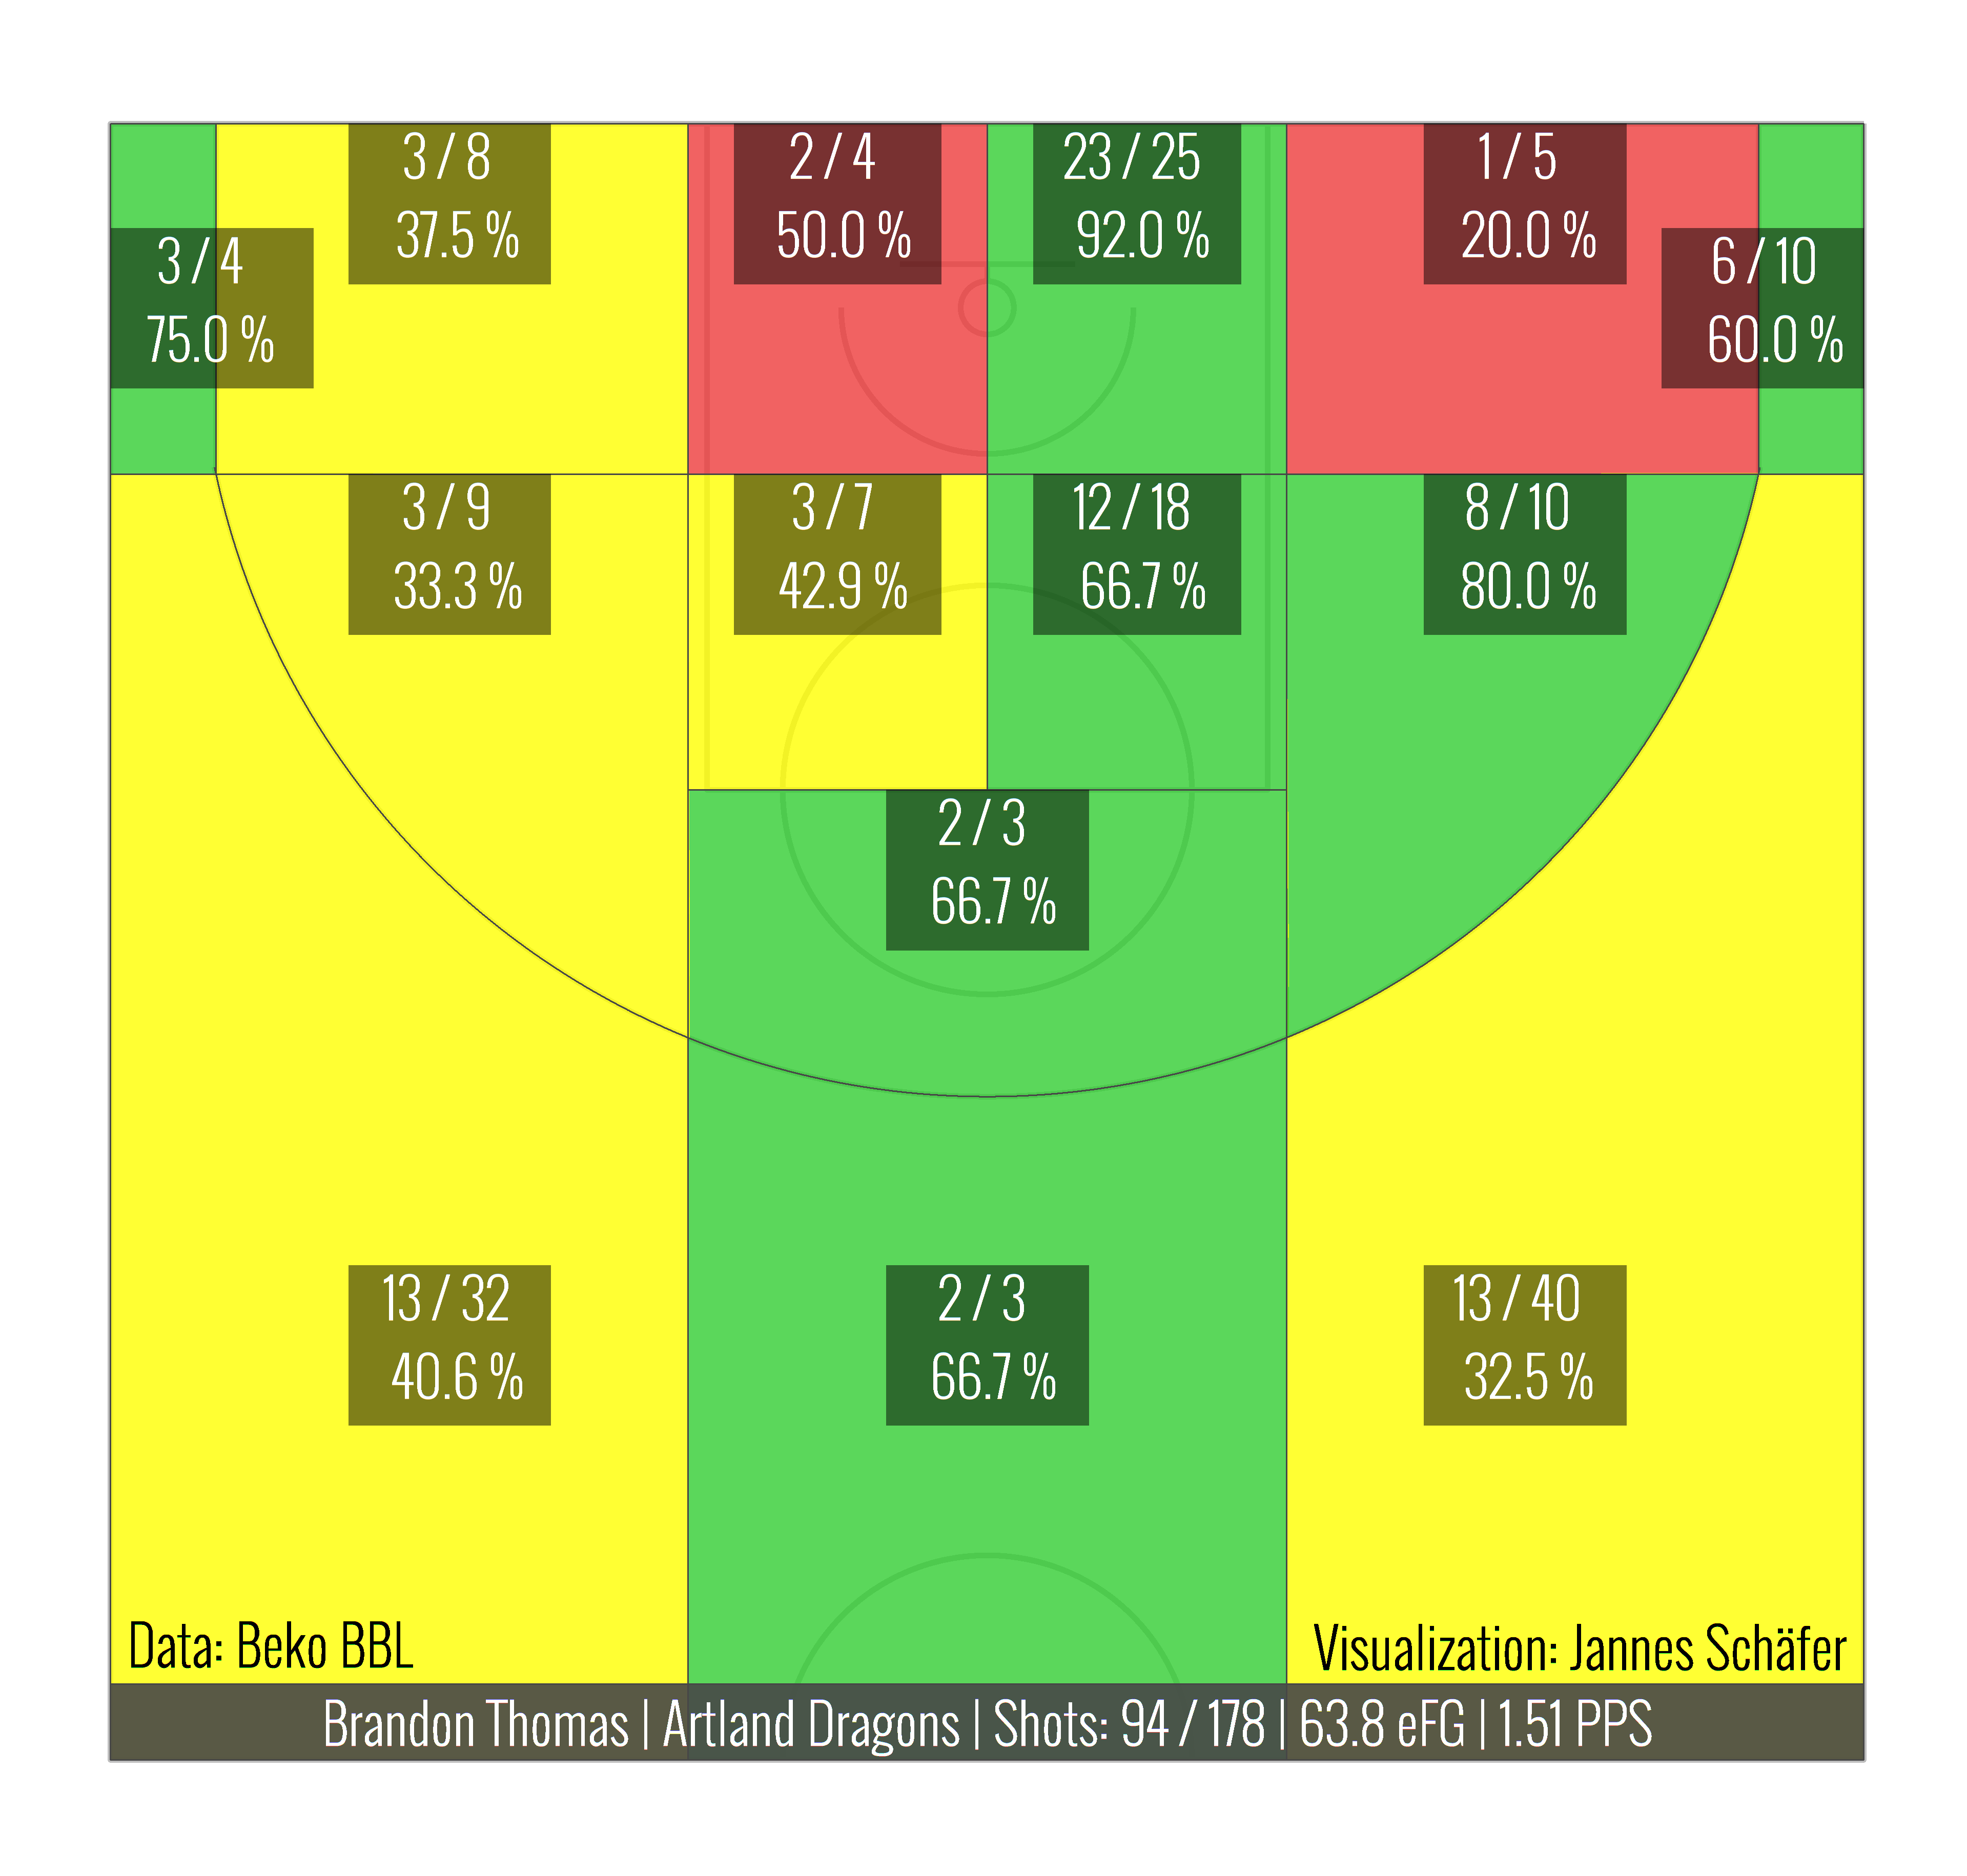 3 / 8
37.5 %
2 / 4
50.0 %
23 / 25
92.0 %
1 / 5
20.0 %
3 / 4
75.0 %
6 / 10
60.0 %
3 / 9
33.3 %
3 / 7
42.9 %
12 / 18
66.7 %
8 / 10
80.0 %
2 / 3
66.7 %
13 / 32
40.6 %
2 / 3
66.7 %
13 / 40
32.5 %
Data: Beko BBL
Visualization: Jannes Schäfer
Brandon Thomas | Artland Dragons | Shots: 94 / 178 | 63.8 eFG | 1.51 PPS